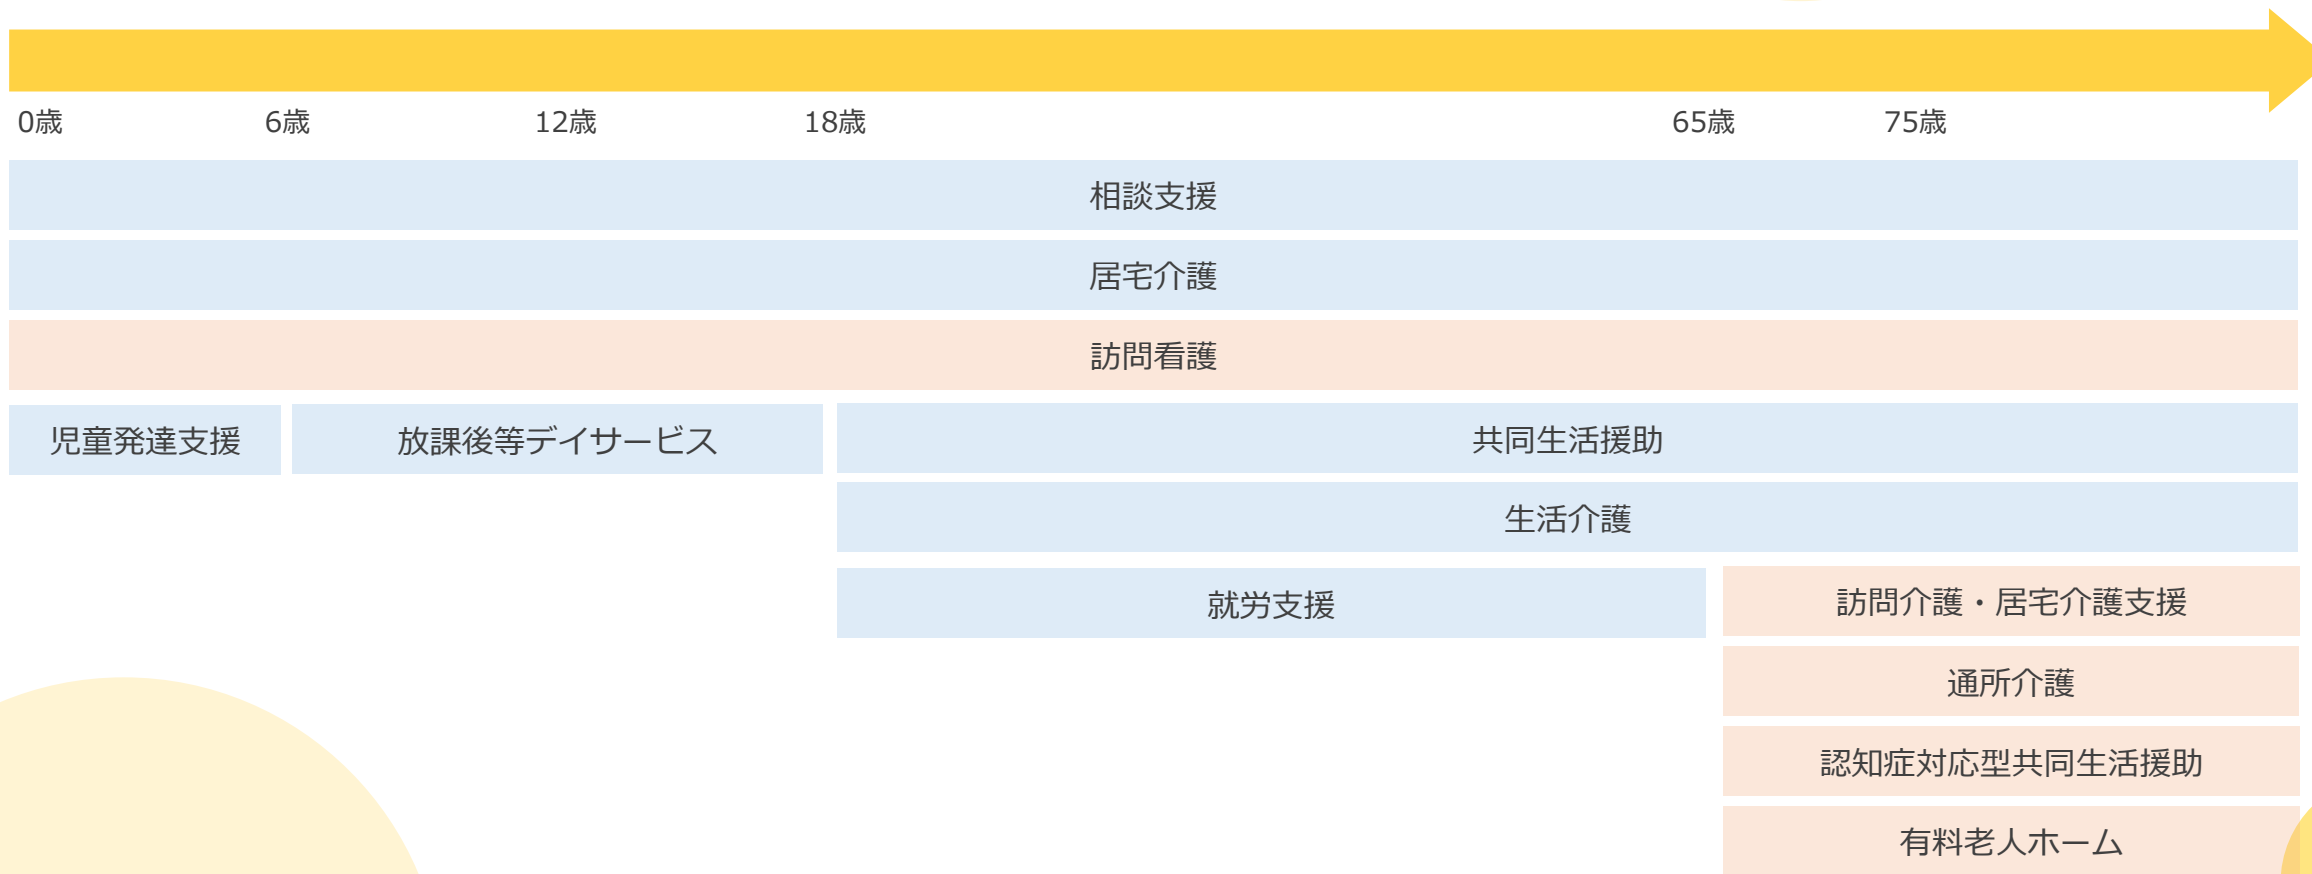 0歳 6歳 12歳 18歳 65歳 75歳
相談支援
居宅介護
訪問看護
児童発達支援 放課後等デイサービス 共同生活援助
生活介護
就労支援 訪問介護・居宅介護支援
通所介護
認知症対応型共同生活援助
有料老人ホーム